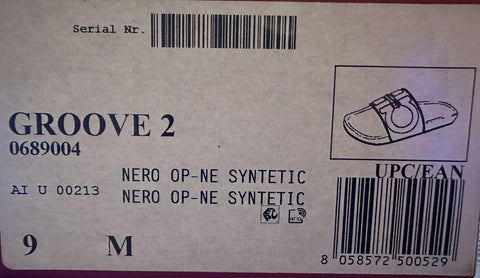 Serial Nr.
GROOVE 2
0689004
UPC/EAN
NERO OP-NE SYNTETIC
AI U 00213
NERO OP-NE SYNTETIC
9 M
8 058572 500529